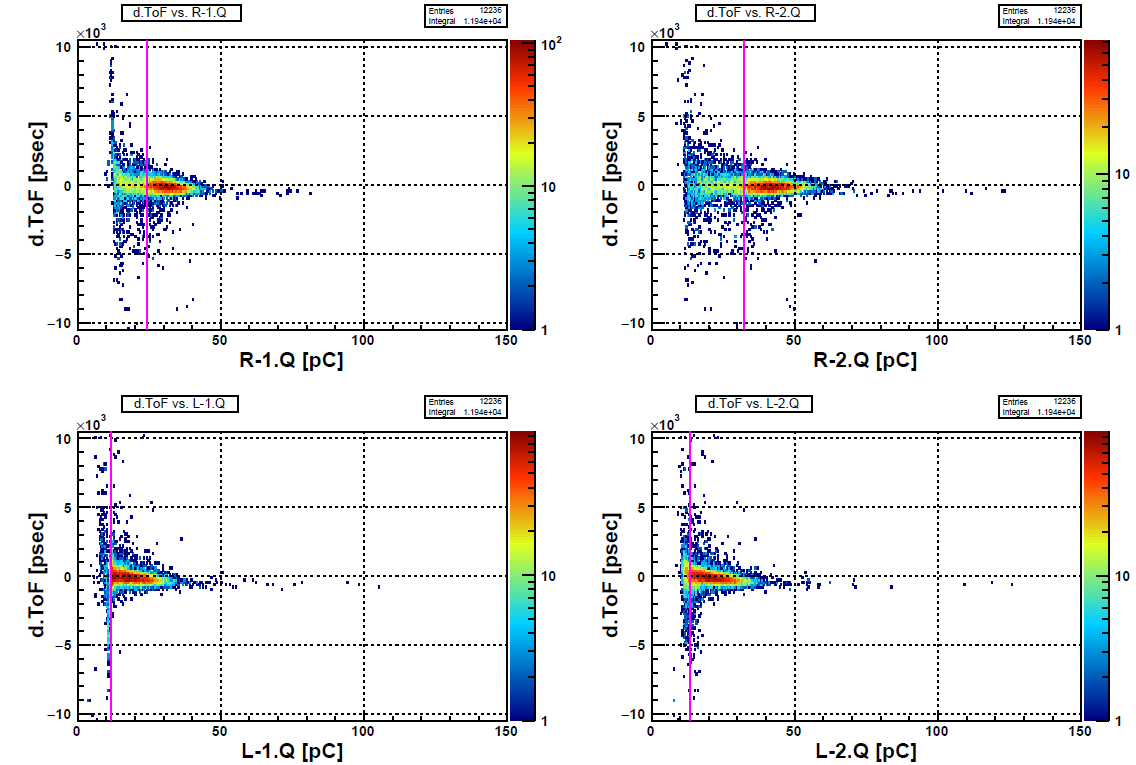 d.ToF vs. R-1.Q
Entries 12236
Integral 1.194e+04
×10³
d.ToF [psec]
10
5
0
−5
−10
0 50 100 150
R-1.Q [pC]
10²
10
1
d.ToF vs. R-2.Q
Entries 12236
Integral 1.194e+04
×10³
d.ToF [psec]
10
5
0
−5
−10
0 50 100 150
R-2.Q [pC]
10
1
d.ToF vs. L-1.Q
Entries 12236
Integral 1.194e+04
×10³
d.ToF [psec]
10
5
0
−5
−10
0 50 100 150
L-1.Q [pC]
10
1
d.ToF vs. L-2.Q
Entries 12236
Integral 1.194e+04
×10³
d.ToF [psec]
10
5
0
−5
−10
0 50 100 150
L-2.Q [pC]
10
1